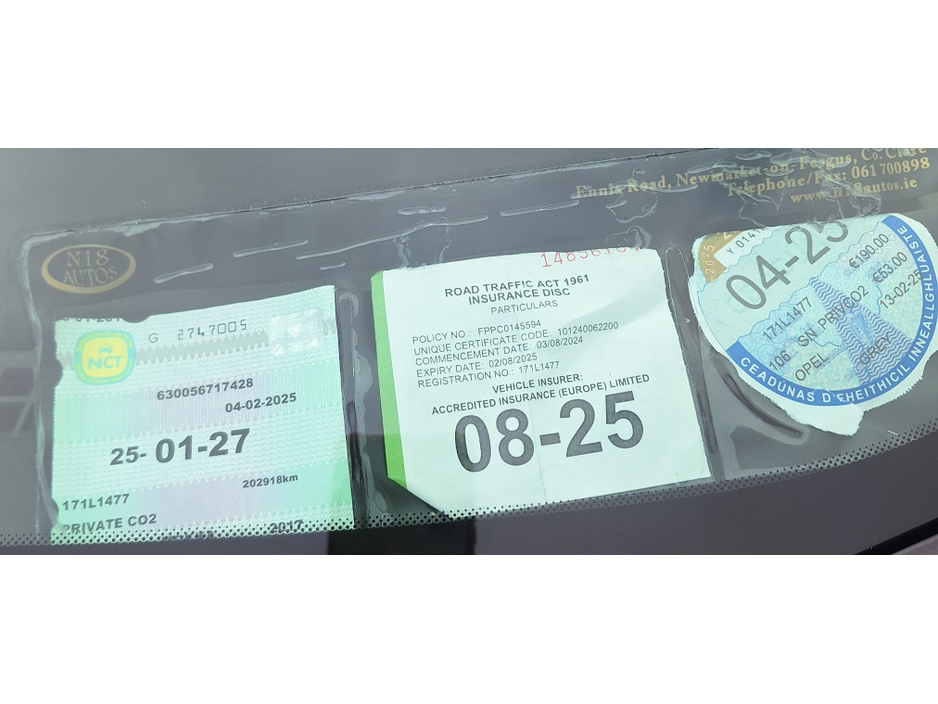 Ennis Road, Newmarket-on-Fergus, Co. Clare
Telephone/Fax: 061 700898
www.n18autos.ie
N18
AUTOS
NCT
G 2747005
630056717428
04-02-2025
25-01-27
202918km
171L1477
PRIVATE CO2
2017
ROAD TRAFFIC ACT 1961
INSURANCE DISC
PARTICULARS
POLICY NO.: FPPC0145594
UNIQUE CERTIFICATE CODE: 101240062200
COMMENCEMENT DATE: 03/08/2024
EXPIRY DATE: 02/08/2025
REGISTRATION NO.: 171L1477
VEHICLE INSURER:
ACCREDITED INSURANCE (EUROPE) LIMITED
08-25
04-25
171L1477 €190.00
106 SN PRI/CO2 €53.00
OPEL GREY 13-02-25
CEADÚNAS D'FHEITHICIL INNEALLGHLUAISTE